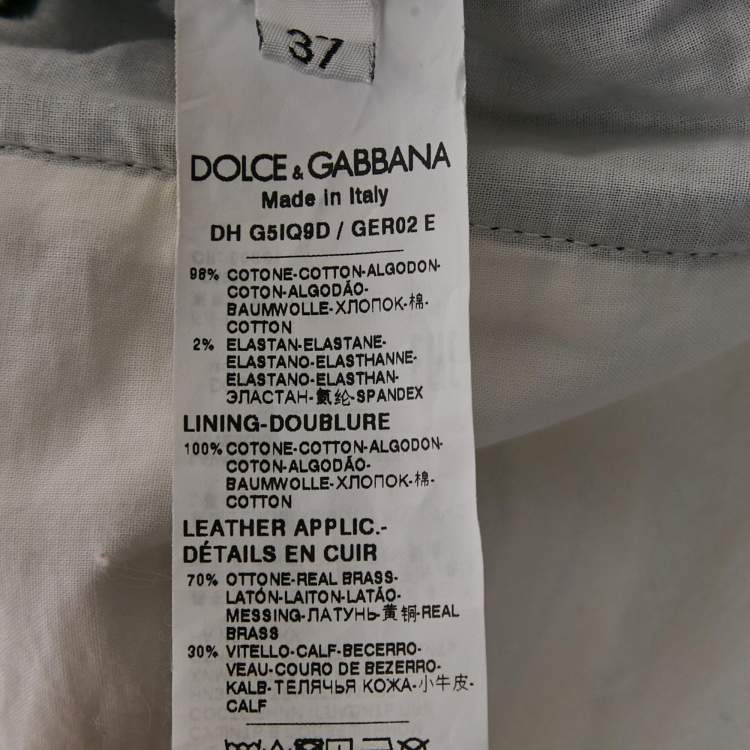 37
DOLCE & GABBANA
Made in Italy
DH G5IQ9D / GER02 E
98% COTONE-COTTON-ALGODON-
COTON-ALGODÃO-
BAUMWOLLE-ХЛОПОК-棉-
COTTON
2% ELASTAN-ELASTANE-
ELASTANO-ELASTHANNE-
ELASTANO-ELASTHAN-
ЭЛАСТАН-氨纶-SPANDEX
LINING-DOUBLURE
100% COTONE-COTTON-ALGODON-
COTON-ALGODÃO-
BAUMWOLLE-ХЛОПОК-棉-
COTTON
LEATHER APPLIC.-
DÉTAILS EN CUIR
70% OTTONE-REAL BRASS-
LATÓN-LAITON-LATÃO-
MESSING-ЛАТУНЬ-黄铜-REAL
BRASS
30% VITELLO-CALF-BECERRO-
VEAU-COURO DE BEZERRO-
KALB-ТЕЛЯЧЬЯ КОЖА-小牛皮-
CALF